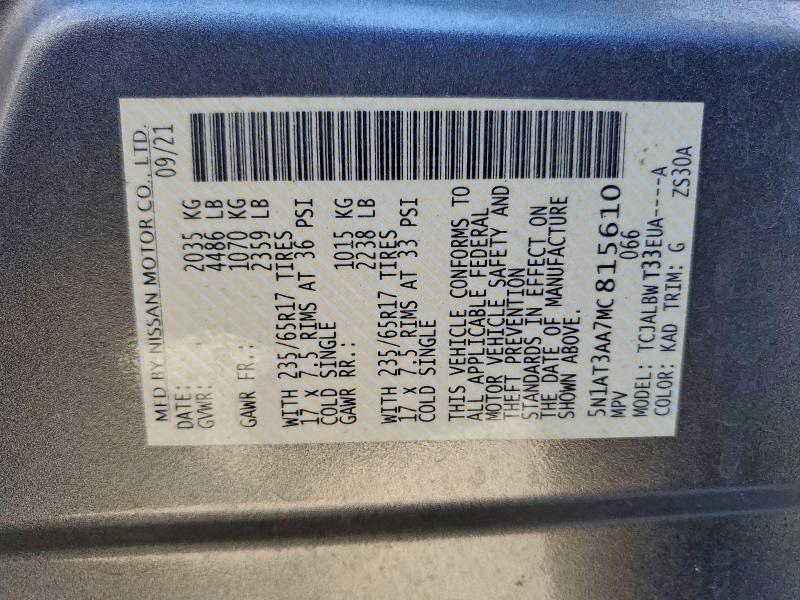 MFD BY NISSAN MOTOR CO., LTD.
DATE: 09/21
GVWR: 2035 KG
4486 LB
GAWR FR.: 1070 KG
2359 LB
WITH 235/65R17 TIRES
17 X 7.5 RIMS AT 36 PSI
COLD SINGLE
GAWR RR.: 1015 KG
2238 LB
WITH 235/65R17 TIRES
17 X 7.5 RIMS AT 33 PSI
COLD SINGLE
THIS VEHICLE CONFORMS TO
ALL APPLICABLE FEDERAL
MOTOR VEHICLE SAFETY AND
THEFT PREVENTION
STANDARDS IN EFFECT ON
THE DATE OF MANUFACTURE
SHOWN ABOVE.
5N1AT3AA7MC815610
MPV 066
MODEL: TCJALBWT33EUA----A
COLOR: KAD TRIM: G ZS30A